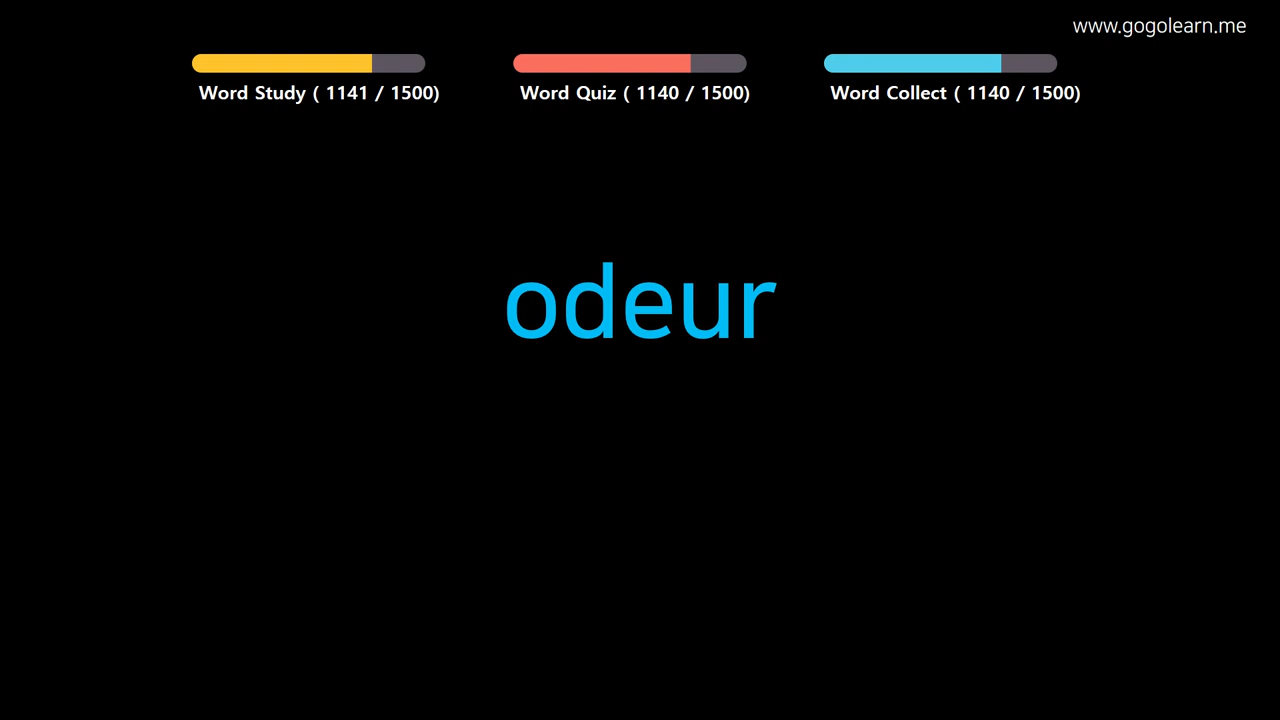 www.gogolearn.me
Word Study ( 1141 / 1500)
Word Quiz ( 1140 / 1500)
Word Collect ( 1140 / 1500)
odeur